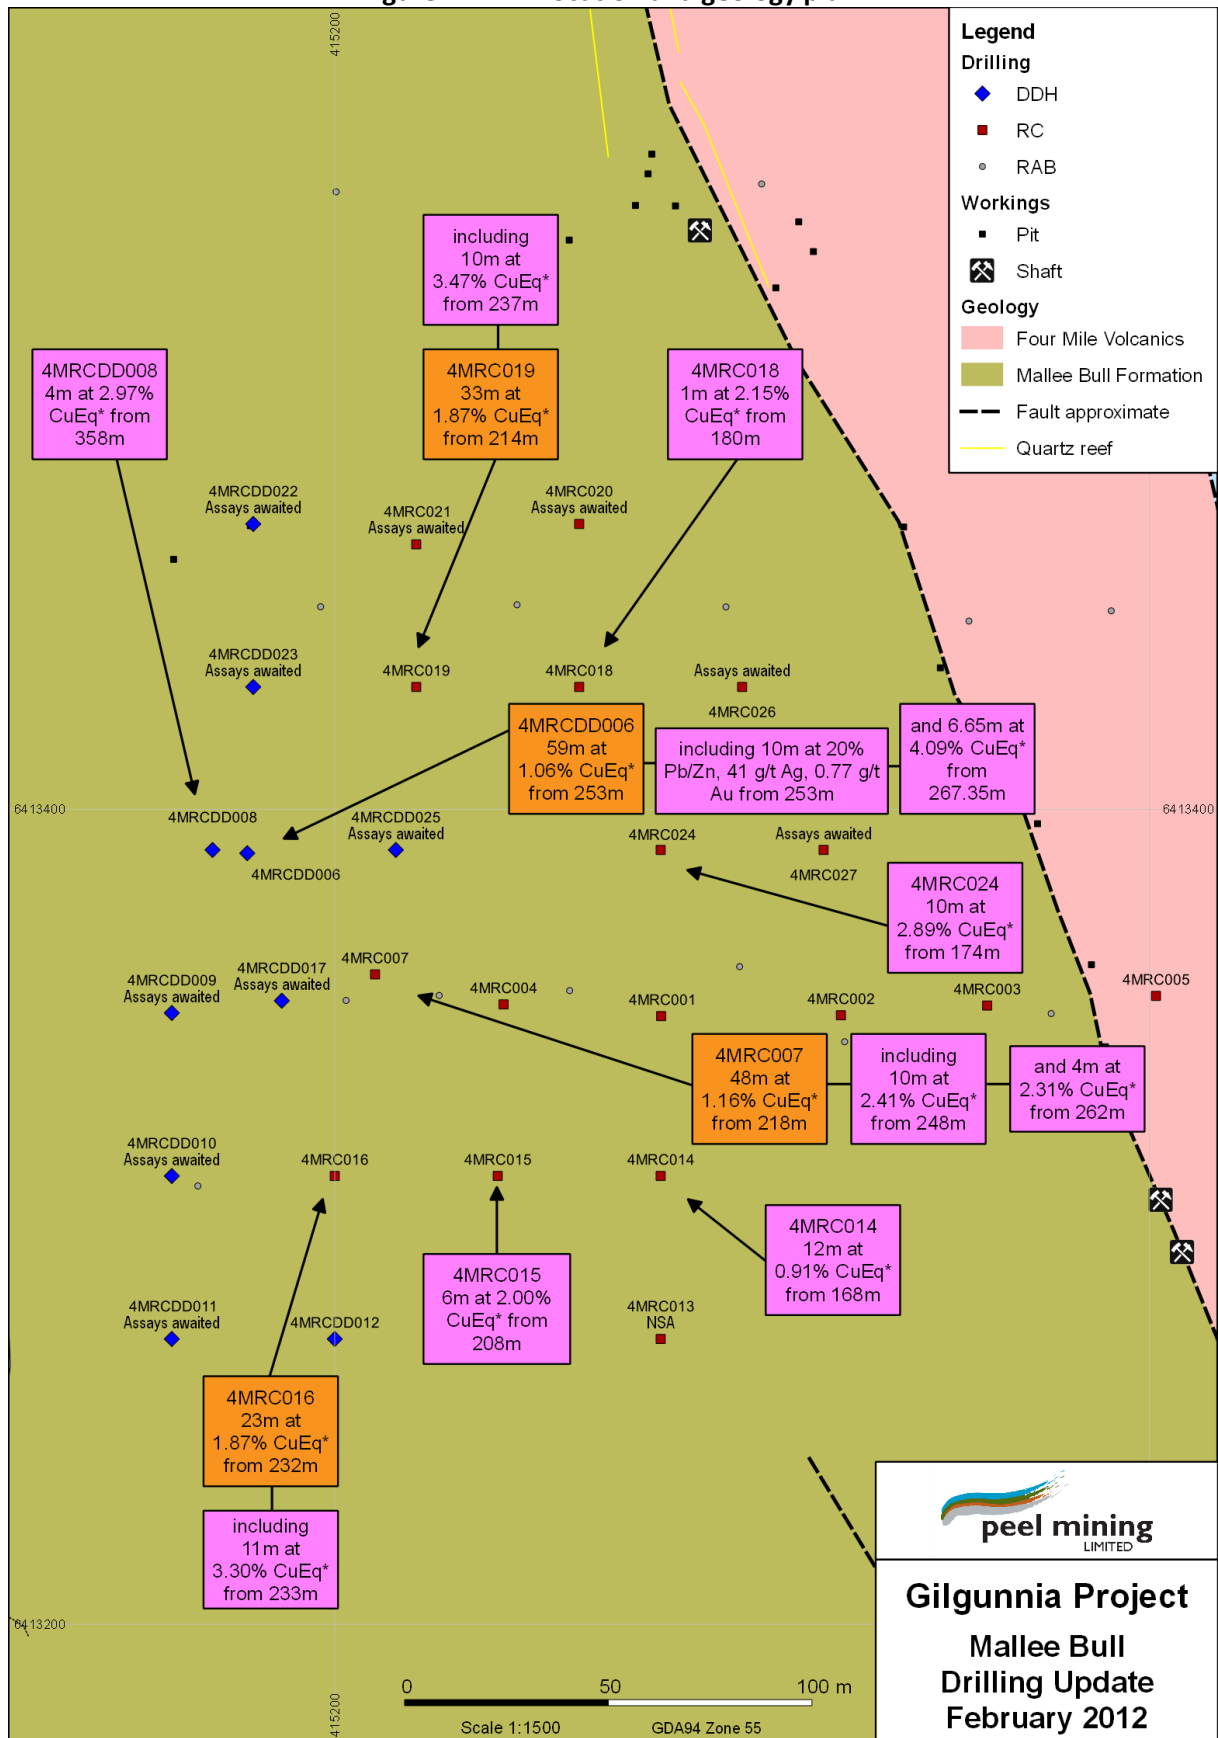 415200
Legend
Drilling
DDH
RC
RAB
Workings
Pit
Shaft
Geology
Four Mile Volcanics
Mallee Bull Formation
Fault approximate
Quartz reef
including
10m at
3.47% CuEq*
from 237m
4MRCDD008
4m at 2.97%
CuEq* from
358m
4MRC019
33m at
1.87% CuEq*
from 214m
4MRC018
1m at 2.15%
CuEq* from
180m
4MRCDD022
Assays awaited
4MRC021
Assays awaited
4MRC020
Assays awaited
4MRCDD023
Assays awaited
4MRC019
4MRC018
Assays awaited
4MRC026
4MRCDD006
59m at
1.06% CuEq*
from 253m
including 10m at 20%
Pb/Zn, 41 g/t Ag, 0.77 g/t
Au from 253m
and 6.65m at
4.09% CuEq*
from
267.35m
6413400
6413400
4MRCDD008
4MRCDD006
4MRCDD025
Assays awaited
4MRC024
Assays awaited
4MRC027
4MRC024
10m at
2.89% CuEq*
from 174m
4MRCDD009
Assays awaited
4MRCDD017
Assays awaited
4MRC007
4MRC004
4MRC001
4MRC002
4MRC003
4MRC005
4MRC007
48m at
1.16% CuEq*
from 218m
including
10m at
2.41% CuEq*
from 248m
and 4m at
2.31% CuEq*
from 262m
4MRCDD010
Assays awaited
4MRC016
4MRC015
4MRC014
4MRC014
12m at
0.91% CuEq*
from 168m
4MRC015
6m at 2.00%
CuEq* from
208m
4MRCDD011
Assays awaited
4MRCDD012
4MRC013
NSA
4MRC016
23m at
1.87% CuEq*
from 232m
including
11m at
3.30% CuEq*
from 233m
6413200
415200
0 50 100 m
Scale 1:1500 GDA94 Zone 55
peel mining
LIMITED
Gilgunnia Project
Mallee Bull
Drilling Update
February 2012